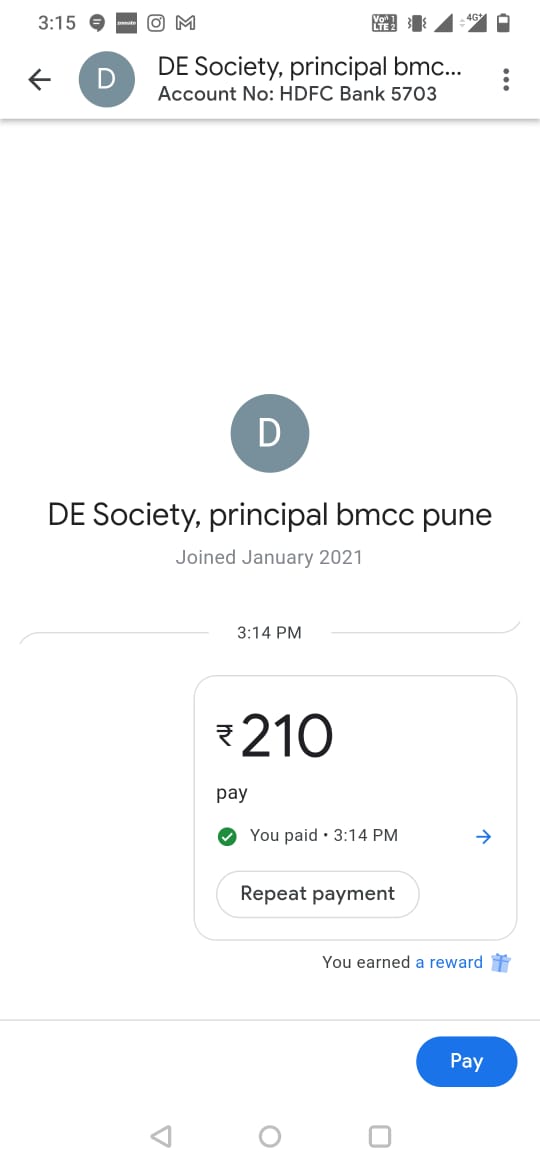 3:15
Vo 1
LTE 2
4G+
DE Society, principal bmc...
Account No: HDFC Bank 5703
D
D
DE Society, principal bmcc pune
Joined January 2021
3:14 PM
₹210
pay
You paid • 3:14 PM
Repeat payment
You earned a reward
Pay